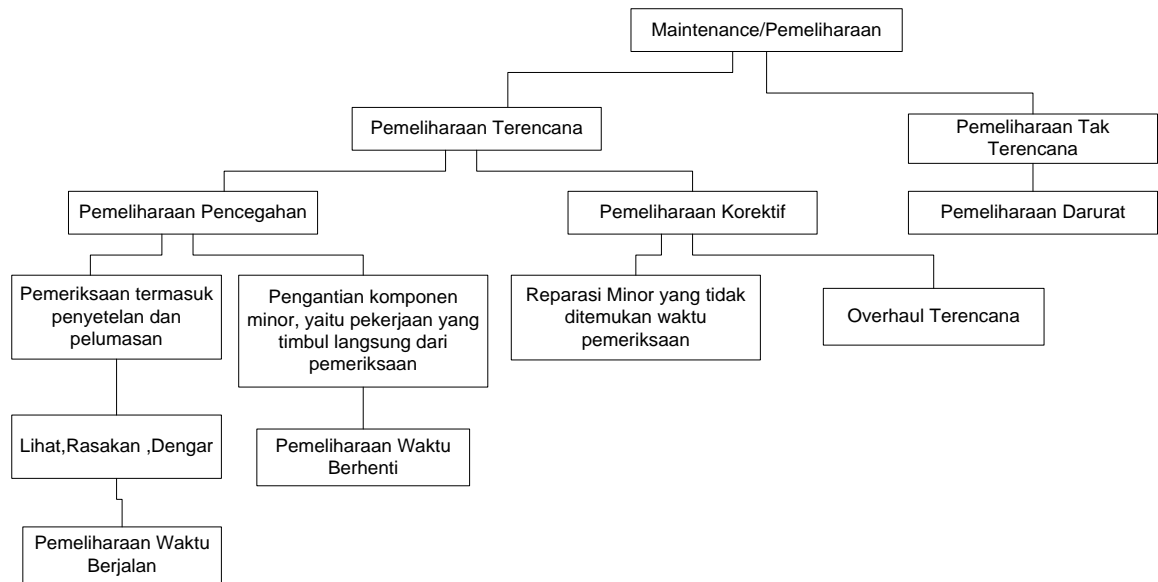 Maintenance/Pemeliharaan
Pemeliharaan Terencana
Pemeliharaan Tak
Terencana
Pemeliharaan Pencegahan
Pemeliharaan Korektif
Pemeliharaan Darurat
Pemeriksaan termasuk
penyetelan dan
pelumasan
Pengantian komponen
minor, yaitu pekerjaan yang
timbul langsung dari
pemeriksaan
Reparasi Minor yang tidak
ditemukan waktu
pemeriksaan
Overhaul Terencana
Lihat,Rasakan ,Dengar
Pemeliharaan Waktu
Berhenti
Pemeliharaan Waktu
Berjalan